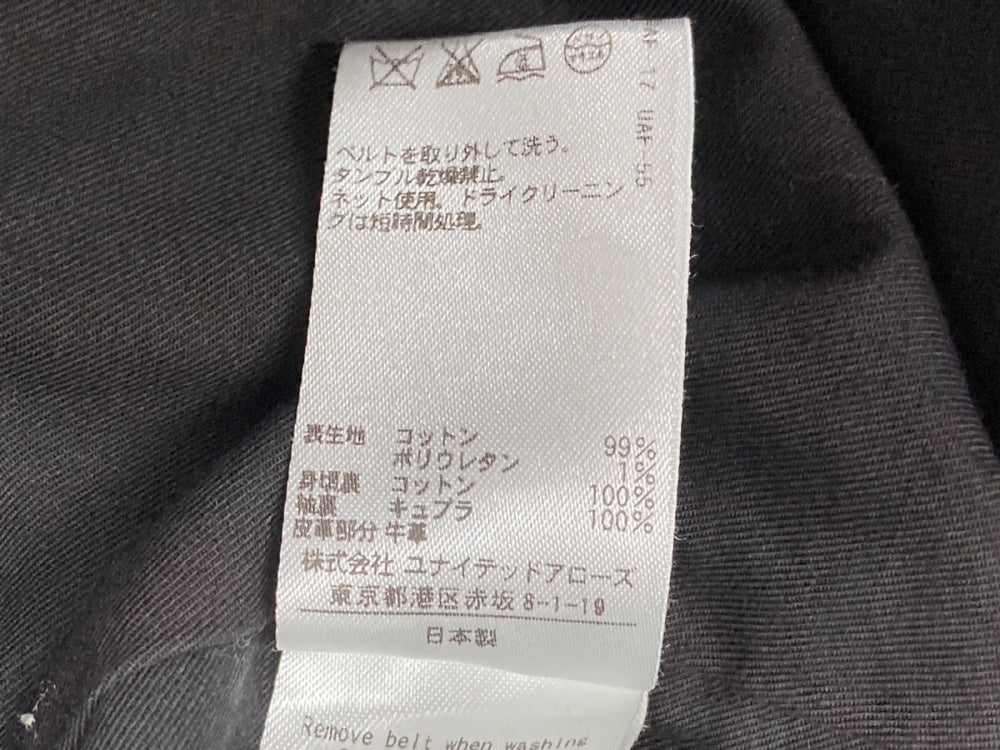 ベルトを取り外して洗う。
タンブル乾燥禁止。
ネット使用。ドライクリーニン
グは短時間処理。
表生地 コットン 99%
ポリウレタン 1%
身頃裏 コットン 100%
袖裏 キュプラ 100%
皮革部分 牛革
株式会社 ユナイテッドアローズ
東京都港区赤坂8-1-19
日本製
Remove belt when washing
17 UAF 55